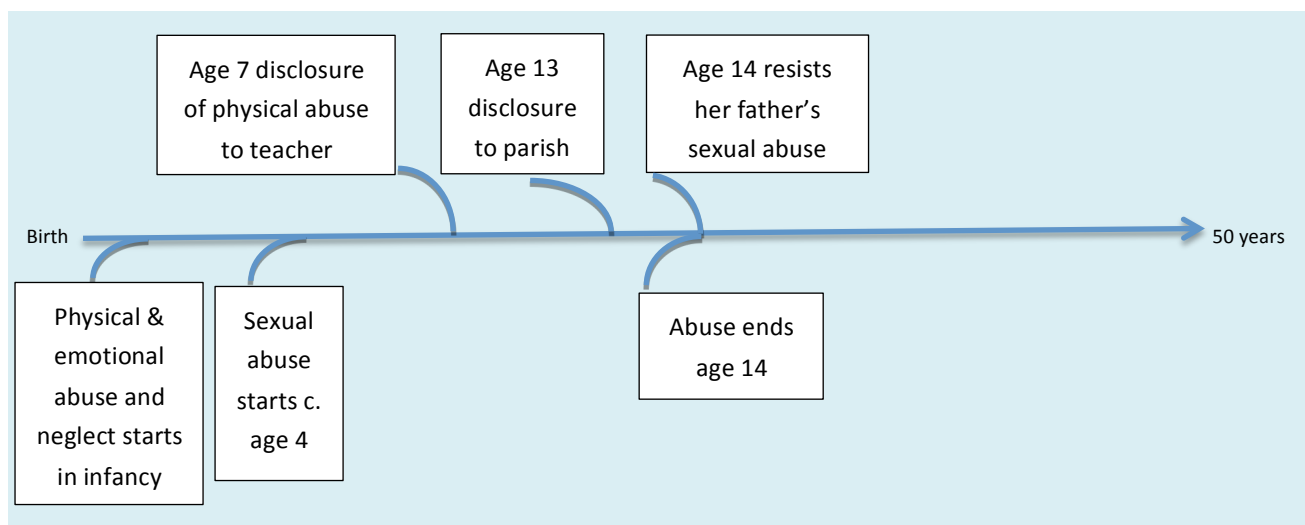 Age 7 disclosure
of physical abuse
to teacher
Age 13
disclosure
to parish
Age 14 resists
her father’s
sexual abuse
Birth
50 years
Physical &
emotional
abuse and
neglect starts
in infancy
Sexual
abuse
starts c.
age 4
Abuse ends
age 14